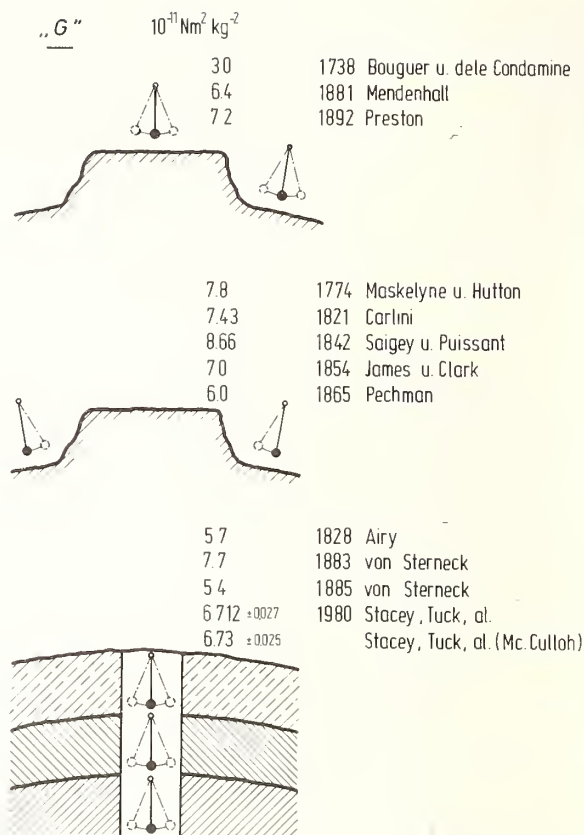 „G" 10⁻¹¹ Nm² kg⁻²
30 1738 Bouguer u. dele Condamine
6.4 1881 Mendenhall
7 2 1892 Preston
7.8 1774 Maskelyne u. Hutton
7.43 1821 Carlini
8.66 1842 Saigey u. Puissant
7 0 1854 James u. Clark
6.0 1865 Pechman
5 7 1828 Airy
7.7 1883 von Sterneck
5 4 1885 von Sterneck
6 712 ±0,027 1980 Stacey, Tuck, al.
6.73 ±0.025 Stacey, Tuck, al. (Mc. Culloh)